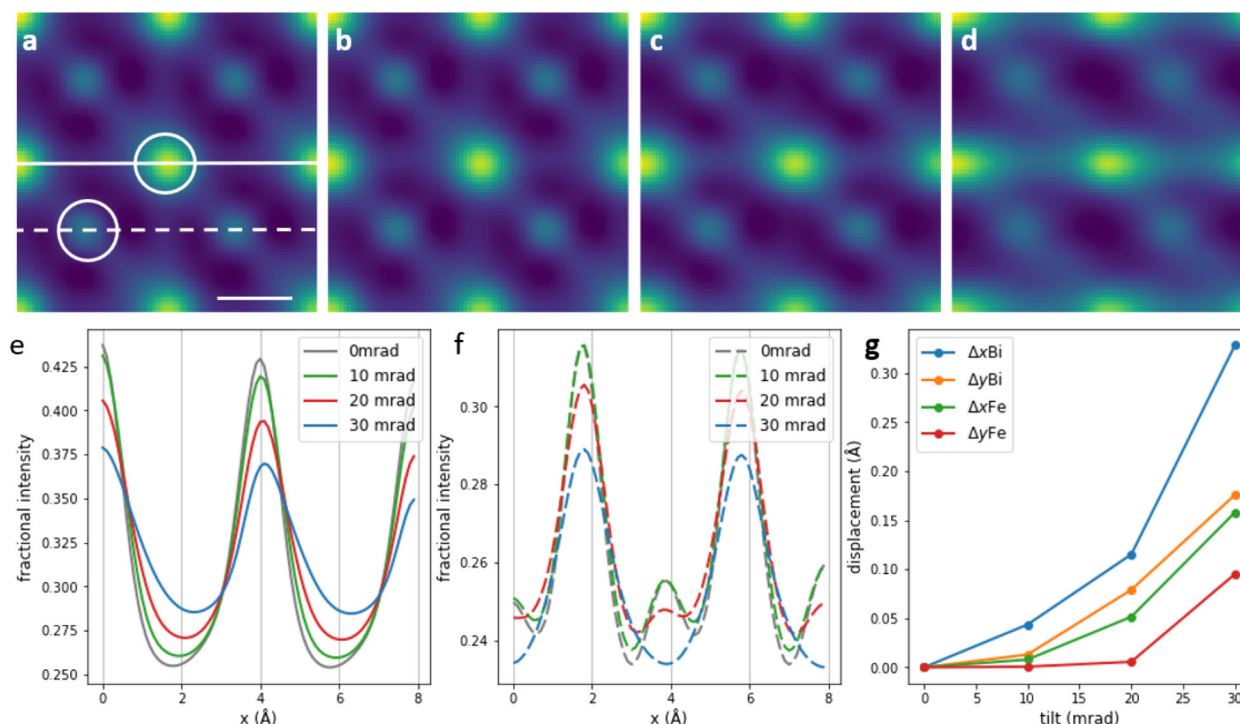 a b c d
e
fractional intensity
0.425
0.400
0.375
0.350
0.325
0.300
0.275
0.250
0 2 4 6 8
x (Å)
0mrad
10 mrad
20 mrad
30 mrad
f
fractional intensity
0.30
0.28
0.26
0.24
0 2 4 6 8
x (Å)
0mrad
10 mrad
20 mrad
30 mrad
g
displacement (Å)
0.30
0.25
0.20
0.15
0.10
0.05
0.00
0 5 10 15 20 25 30
tilt (mrad)
ΔxBi
ΔyBi
ΔxFe
ΔyFe